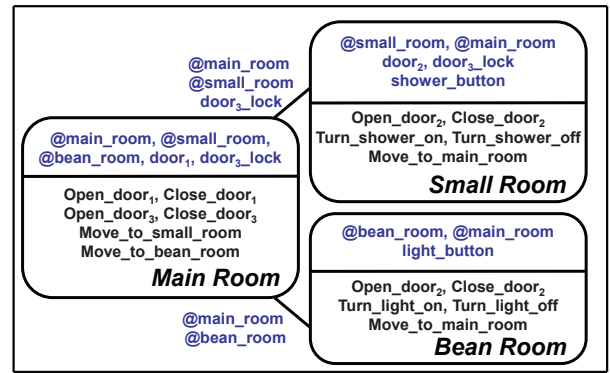 @main_room
@small_room
door₃_lock
@main_room, @small_room,
@bean_room, door₁, door₃_lock
Open_door₁, Close_door₁
Open_door₃, Close_door₃
Move_to_small_room
Move_to_bean_room
Main Room
@small_room, @main_room
door₂, door₃_lock
shower_button
Open_door₂, Close_door₂
Turn_shower_on, Turn_shower_off
Move_to_main_room
Small Room
@main_room
@bean_room
@bean_room, @main_room
light_button
Open_door₂, Close_door₂
Turn_light_on, Turn_light_off
Move_to_main_room
Bean Room